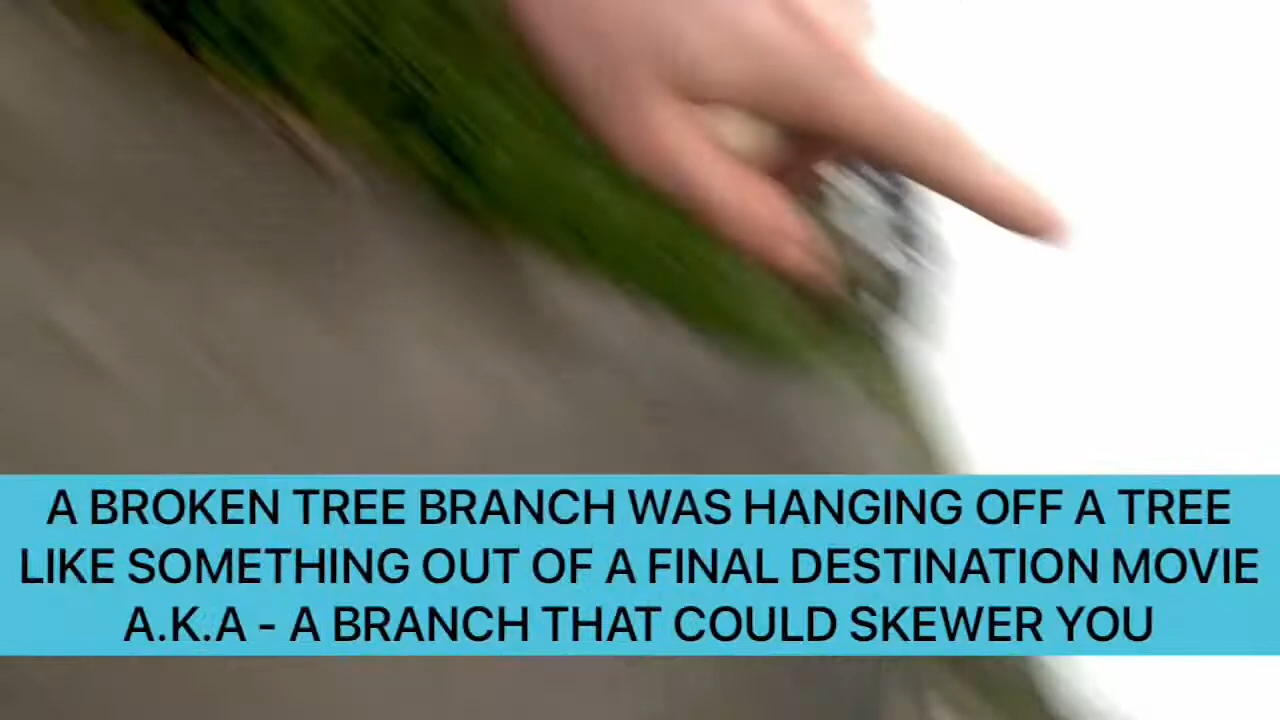 A BROKEN TREE BRANCH WAS HANGING OFF A TREE
LIKE SOMETHING OUT OF A FINAL DESTINATION MOVIE
A.K.A - A BRANCH THAT COULD SKEWER YOU